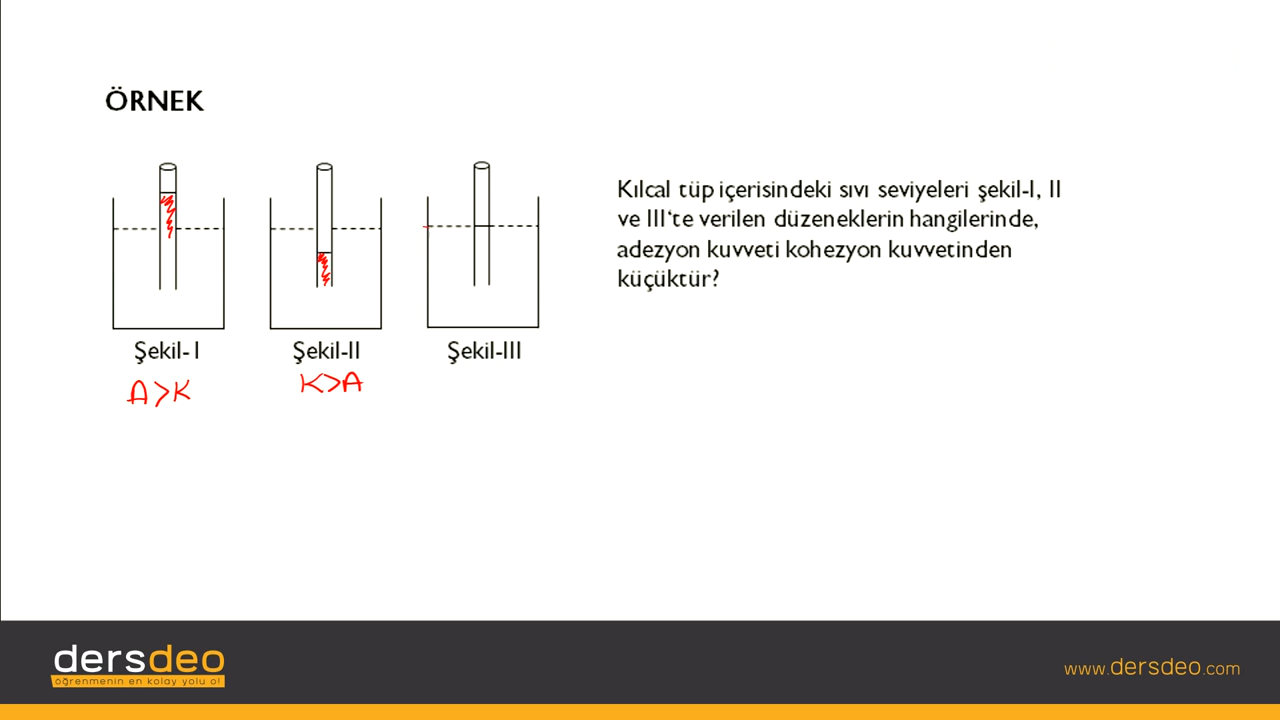 ÖRNEK
Kılcal tüp içerisindeki sıvı seviyeleri şekil-I, II
ve III‘te verilen düzeneklerin hangilerinde,
adezyon kuvveti kohezyon kuvvetinden
küçüktür?
Şekil- I
Şekil-II
Şekil-III
A>K
K>A
dersdeo
öğrenmenin en kolay yolu o!
www.dersdeo.com